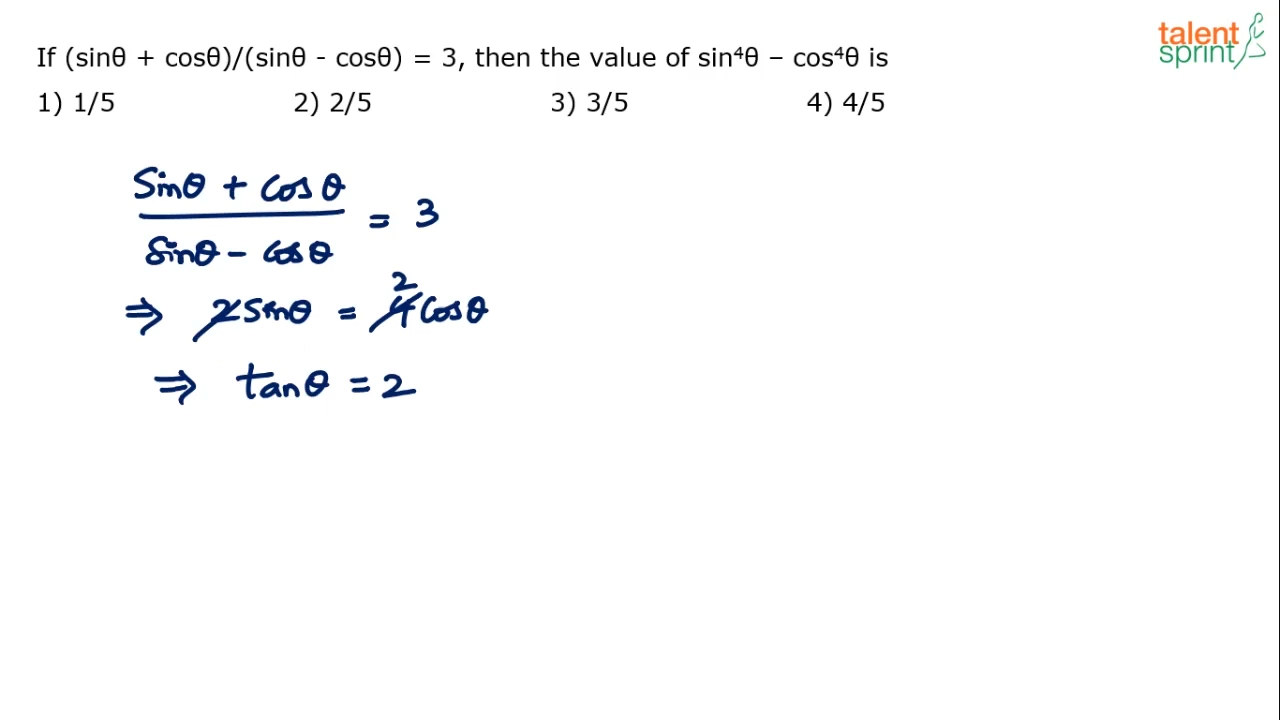 talent
sprint
If (sinθ + cosθ)/(sinθ - cosθ) = 3, then the value of sin⁴θ – cos⁴θ is
1) 1/5 2) 2/5 3) 3/5 4) 4/5
Sinθ + Cosθ
= 3
Sinθ - Cosθ
2
⇒ 2Sinθ = 4Cosθ
⇒ tanθ = 2